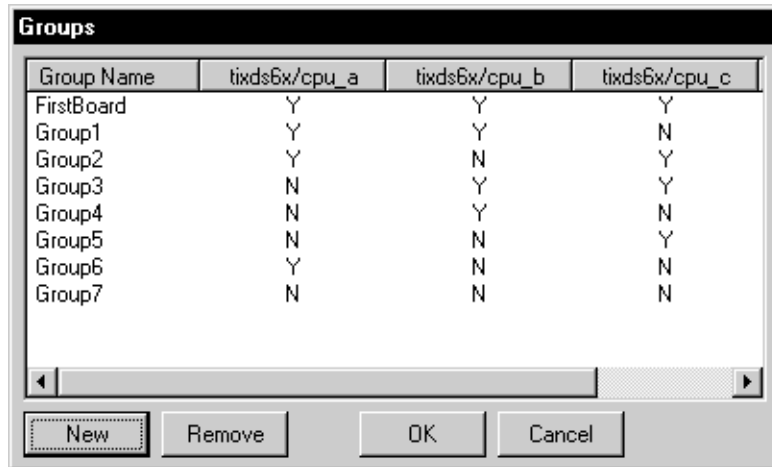 Groups
Group Name tixds6x/cpu_a tixds6x/cpu_b tixds6x/cpu_c
FirstBoard Y Y Y
Group1 Y Y N
Group2 Y N Y
Group3 N Y Y
Group4 N Y N
Group5 N N Y
Group6 Y N N
Group7 N N N
New Remove OK Cancel